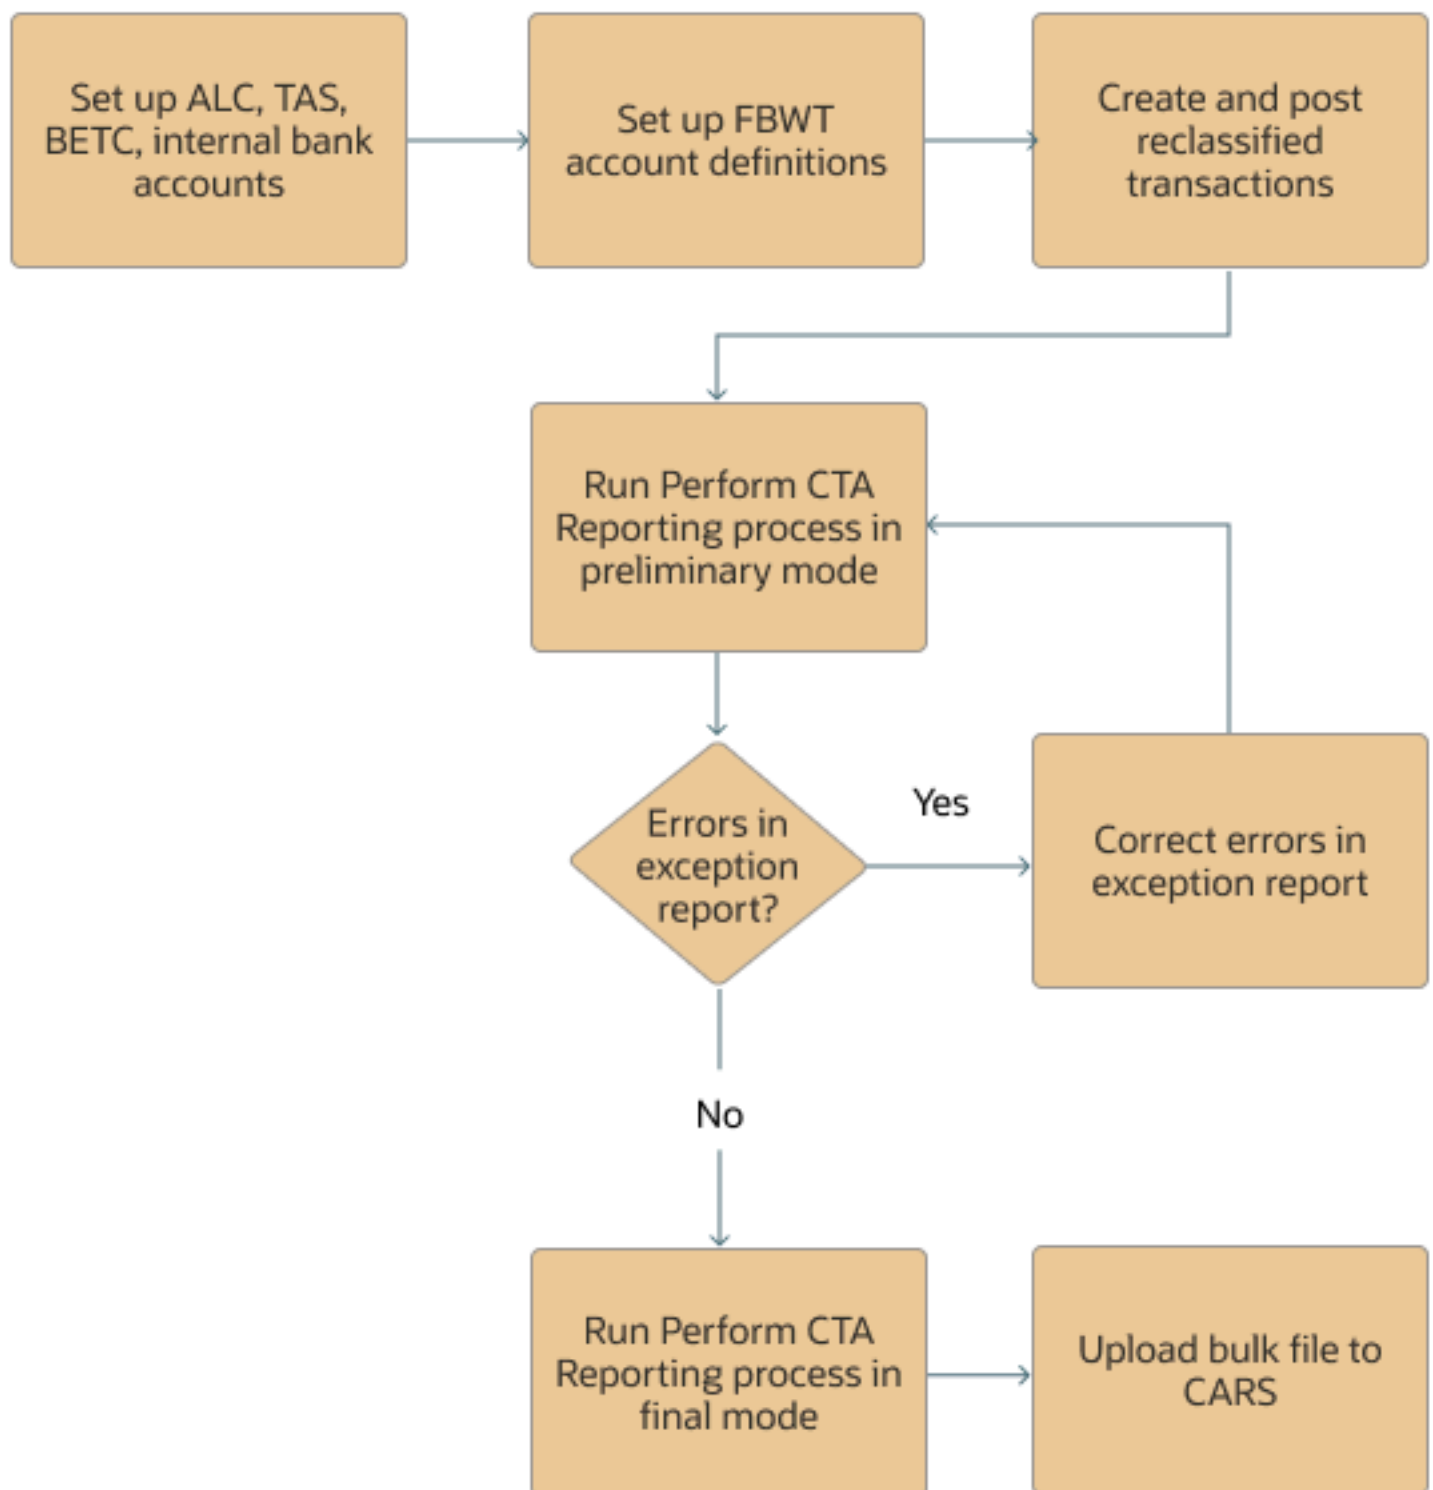 Set up ALC, TAS,
BETC, internal bank
accounts
Set up FBWT
account definitions
Create and post
reclassified
transactions
Run Perform CTA
Reporting process in
preliminary mode
Errors in
exception
report?
Yes
Correct errors in
exception report
No
Run Perform CTA
Reporting process in
final mode
Upload bulk file to
CARS